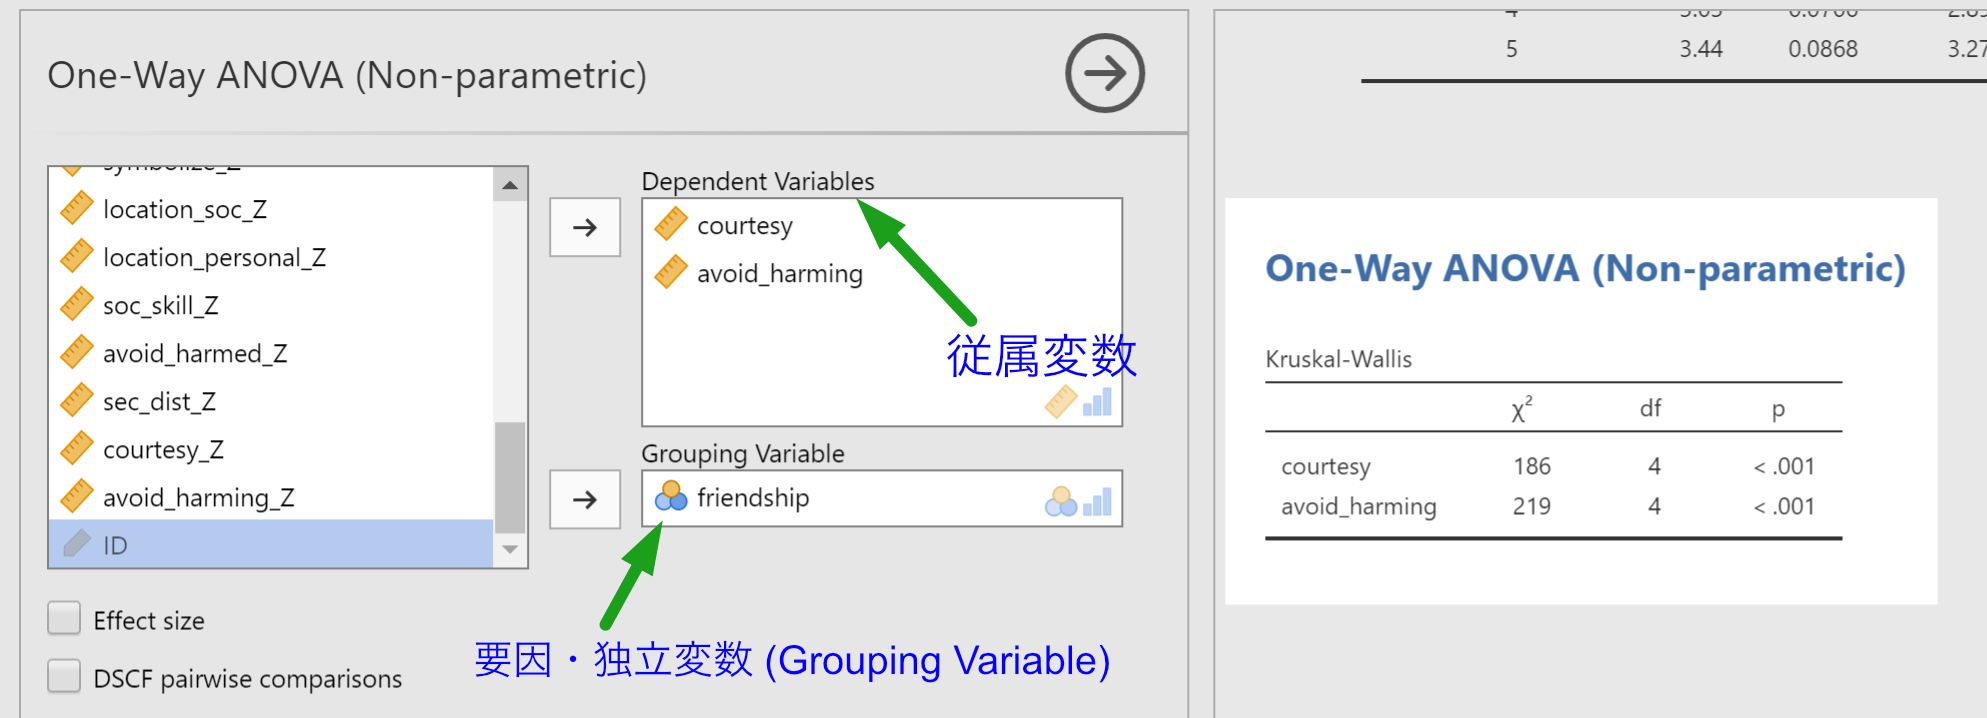 One-Way ANOVA (Non-parametric)
symbolize_Z
location_soc_Z
location_personal_Z
soc_skill_Z
avoid_harmed_Z
sec_dist_Z
courtesy_Z
avoid_harming_Z
ID
Effect size
DSCF pairwise comparisons
Dependent Variables
courtesy
avoid_harming
従属変数
Grouping Variable
friendship
要因・独立変数 (Grouping Variable)
5 3.44 0.0868 3.27
One-Way ANOVA (Non-parametric)
Kruskal-Wallis
χ² df p
courtesy 186 4 < .001
avoid_harming 219 4 < .001